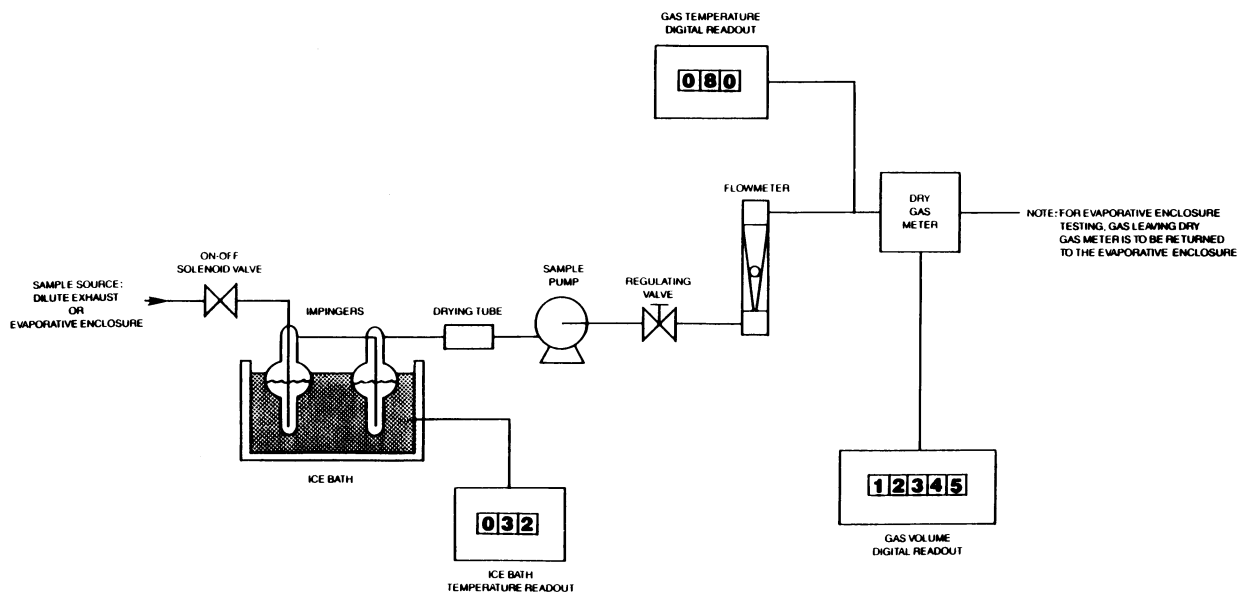 GAS TEMPERATURE
DIGITAL READOUT
080
FLOWMETER
DRY
GAS
METER
NOTE: FOR EVAPORATIVE ENCLOSURE
TESTING, GAS LEAVING DRY
GAS METER IS TO BE RETURNED
TO THE EVAPORATIVE ENCLOSURE
ON-OFF
SOLENOID VALVE
SAMPLE SOURCE:
DILUTE EXHAUST
OR
EVAPORATIVE ENCLOSURE
IMPINGERS
DRYING TUBE
SAMPLE
PUMP
REGULATING
VALVE
ICE BATH
032
ICE BATH
TEMPERATURE READOUT
12345
GAS VOLUME
DIGITAL READOUT